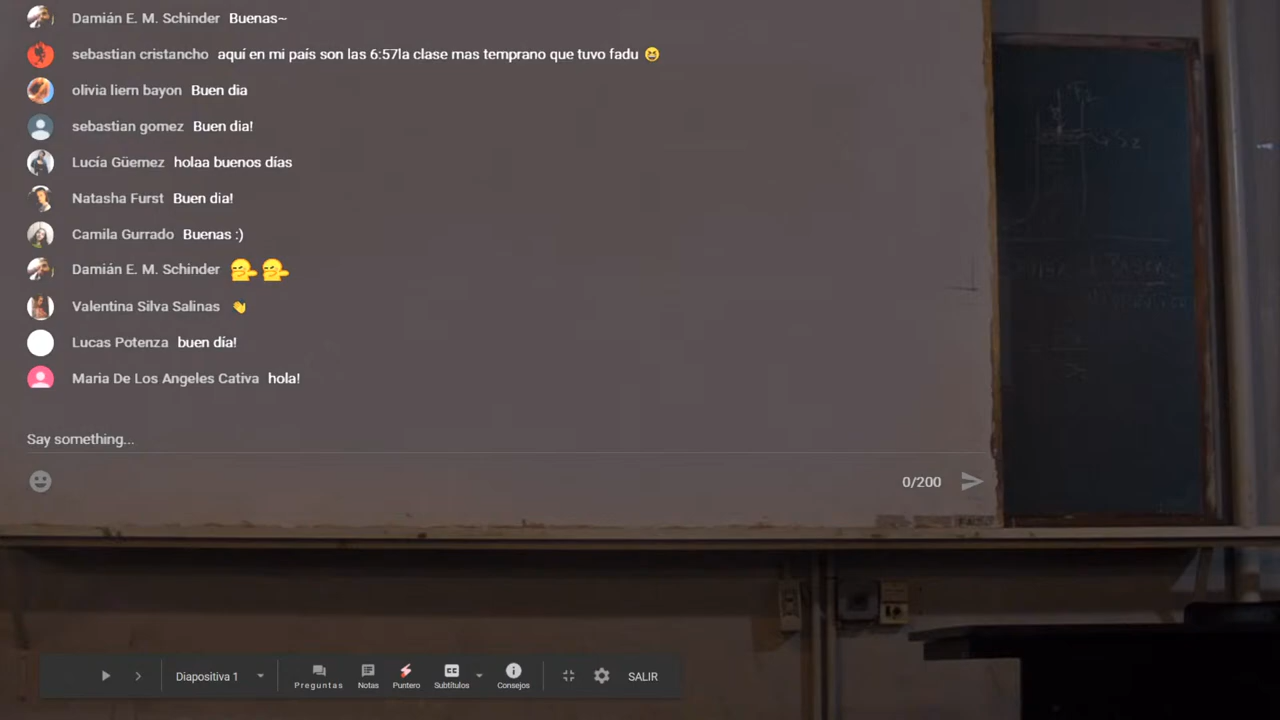 Damián E. M. Schinder Buenas~
sebastian cristancho aquí en mi país son las 6:57la clase mas temprano que tuvo fadu 😆
olivia liern bayon Buen dia
sebastian gomez Buen dia!
Lucía Güemez holaa buenos días
Natasha Furst Buen dia!
Camila Gurrado Buenas :)
Damián E. M. Schinder
Valentina Silva Salinas 👏
Lucas Potenza buen día!
Maria De Los Angeles Cativa hola!
Say something...
0/200
Diapositiva 1
Preguntas
Notas
Puntero
CC
Subtítulos
Consejos
SALIR